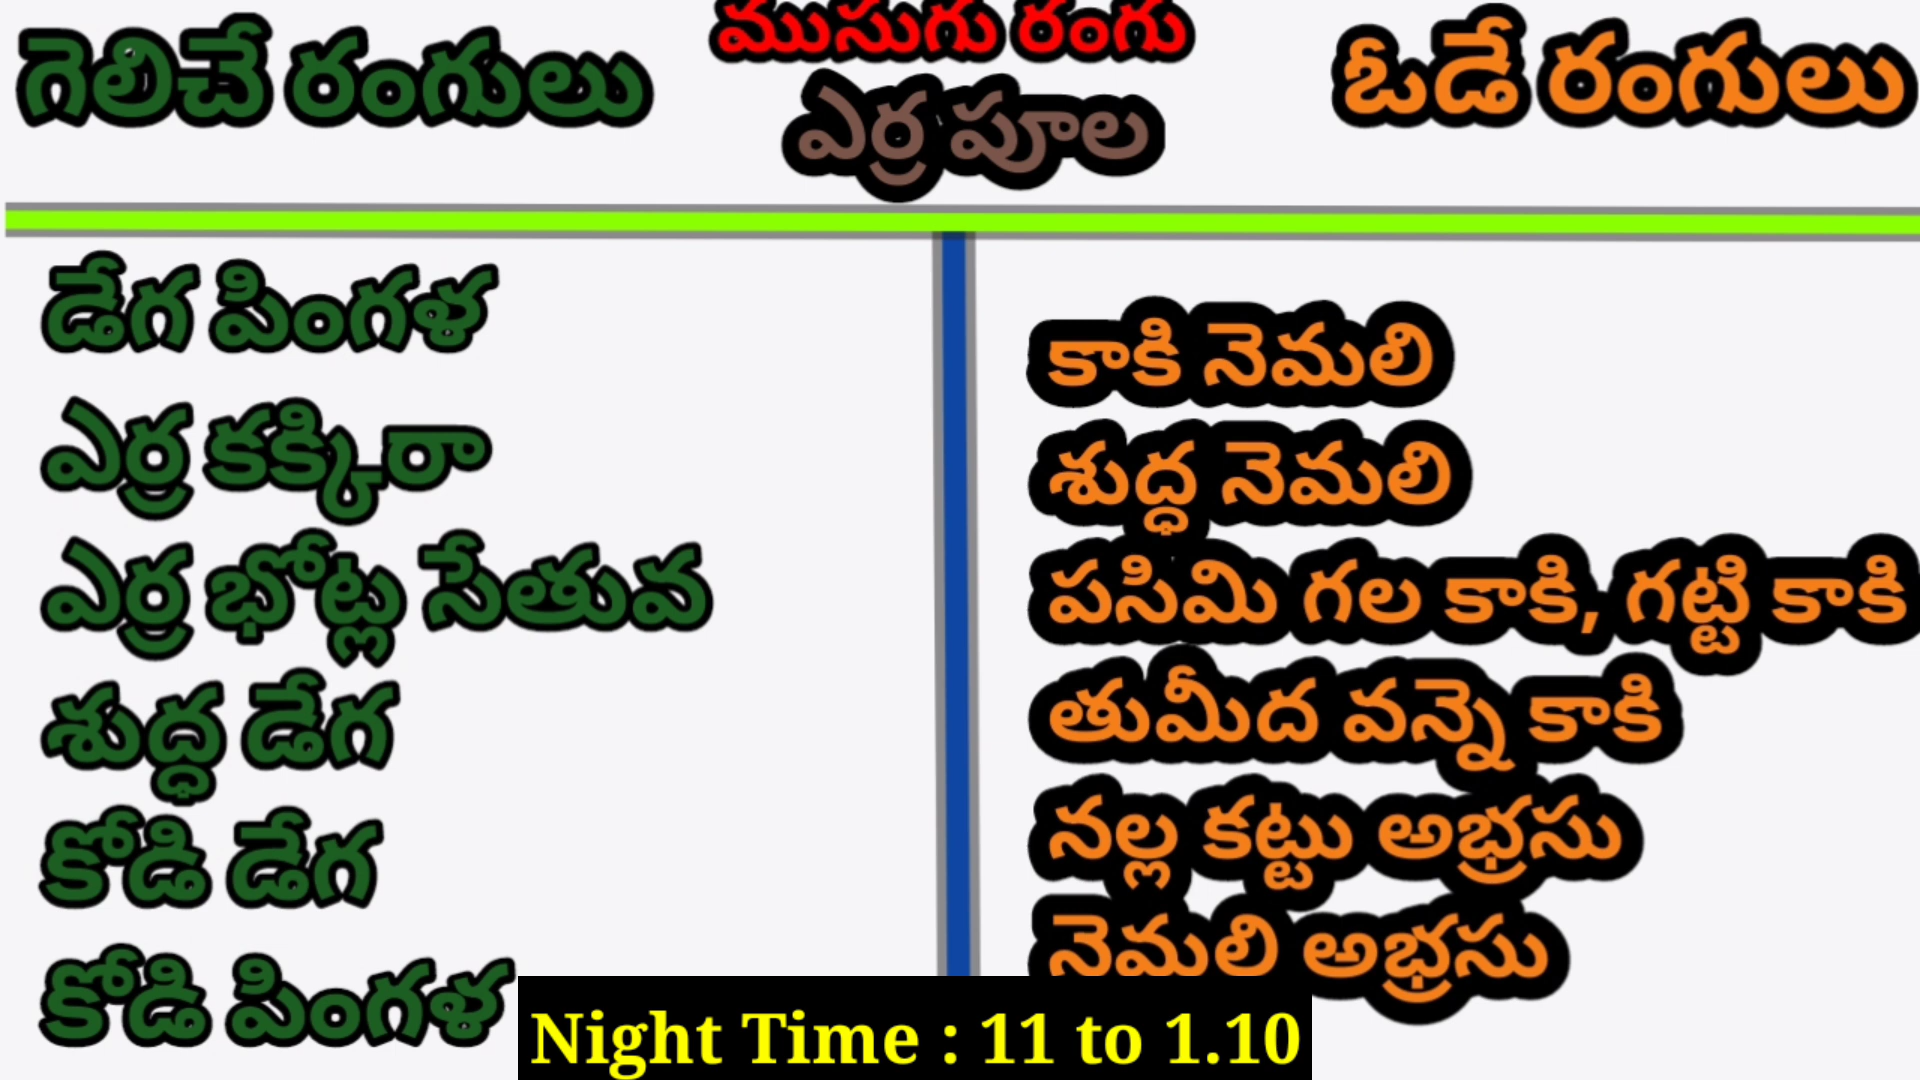 గెలిచే రంగులు
ముసుగు రంగు
ఎర్ర పూల
ఓడే రంగులు
డేగ పింగళ
ఎర్ర కక్కిరా
ఎర్ర భోట్ల సేతువ
శుద్ధ డేగ
కోడి డేగ
కోడి పింగళ
కాకి నెమలి
శుద్ధ నెమలి
పసిమి గల కాకి, గట్టి కాకి
తుమీద వన్నె కాకి
నల్ల కట్టు అభ్రసు
నెమలి అభ్రసు
Night Time : 11 to 1.10